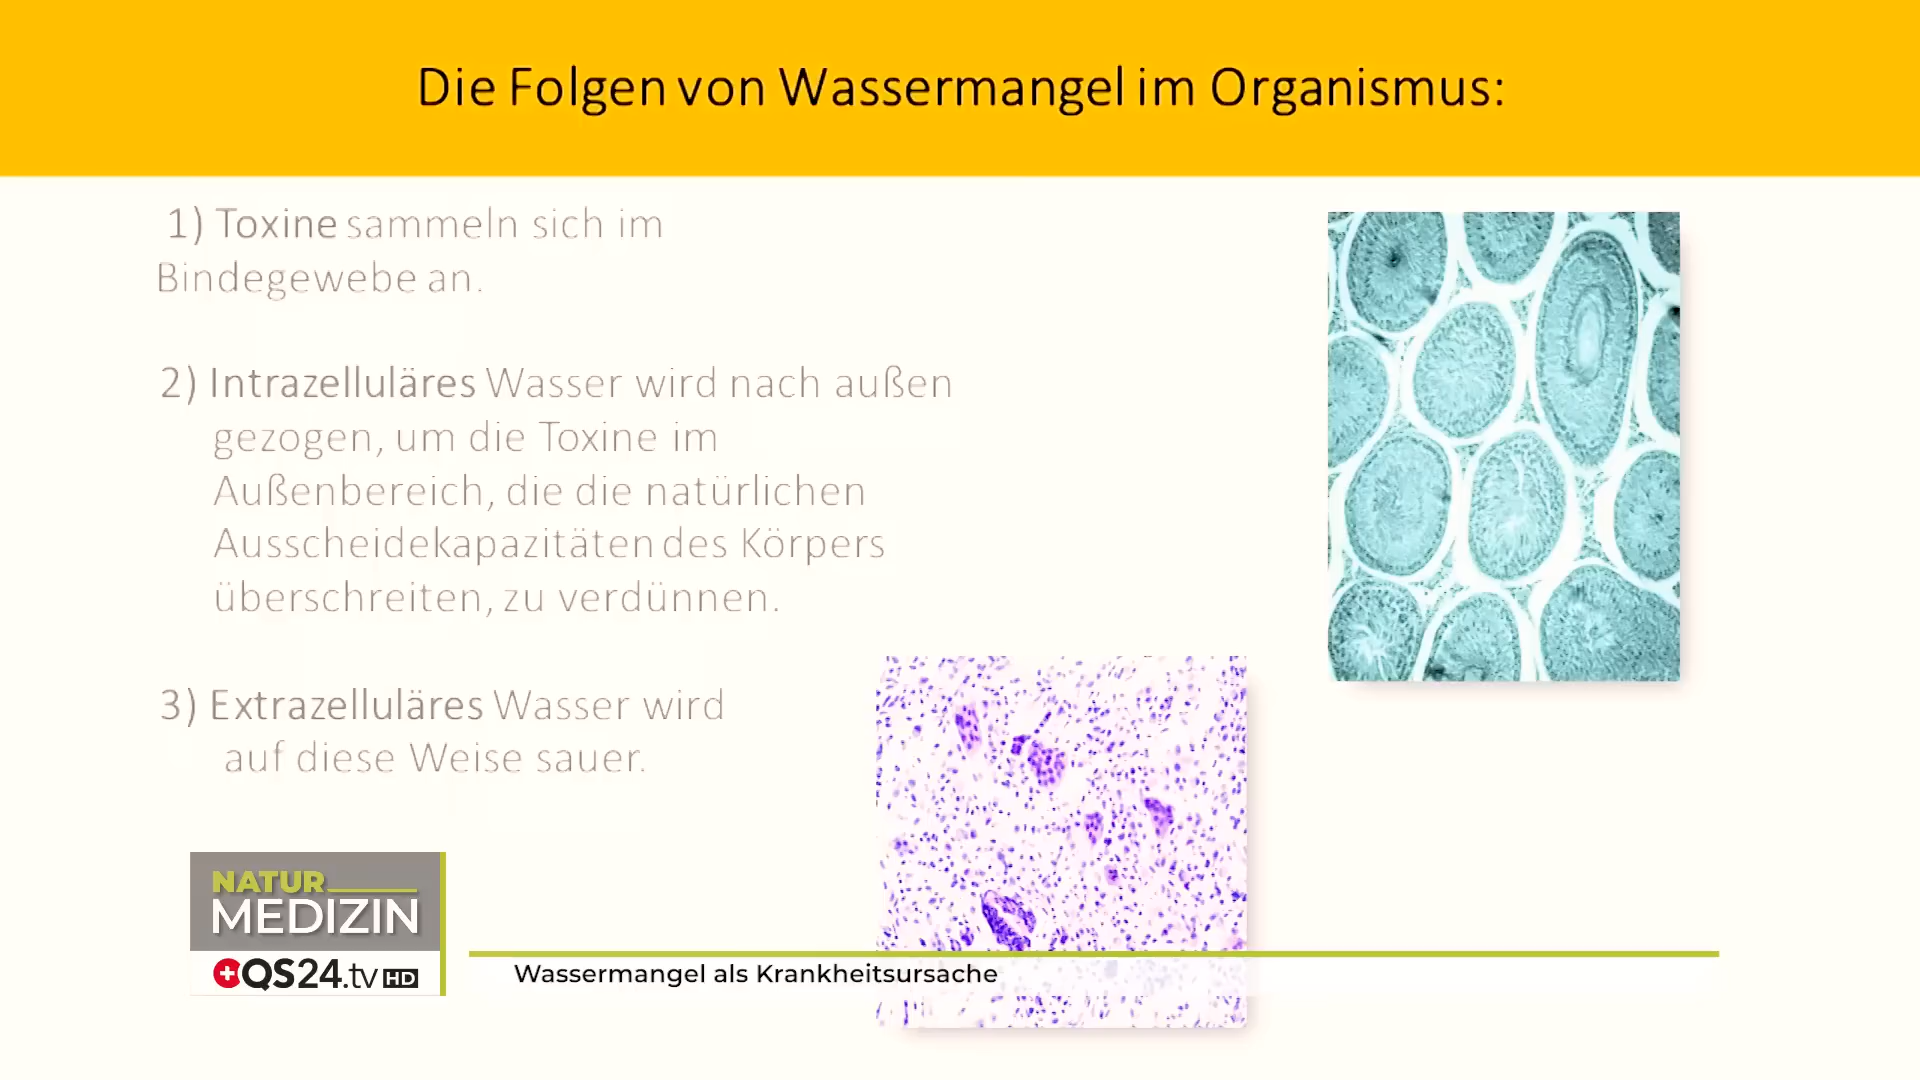 Die Folgen von Wassermangel im Organismus:
1) Toxine sammeln sich im
Bindegewebe an.
2) Intrazelluläres Wasser wird nach außen
gezogen, um die Toxine im
Außenbereich, die die natürlichen
Ausscheidekapazitäten des Körpers
überschreiten, zu verdünnen.
3) Extrazelluläres Wasser wird
auf diese Weise sauer.
NATUR
MEDIZIN
QS24.tv HD
Wassermangel als Krankheitsursache